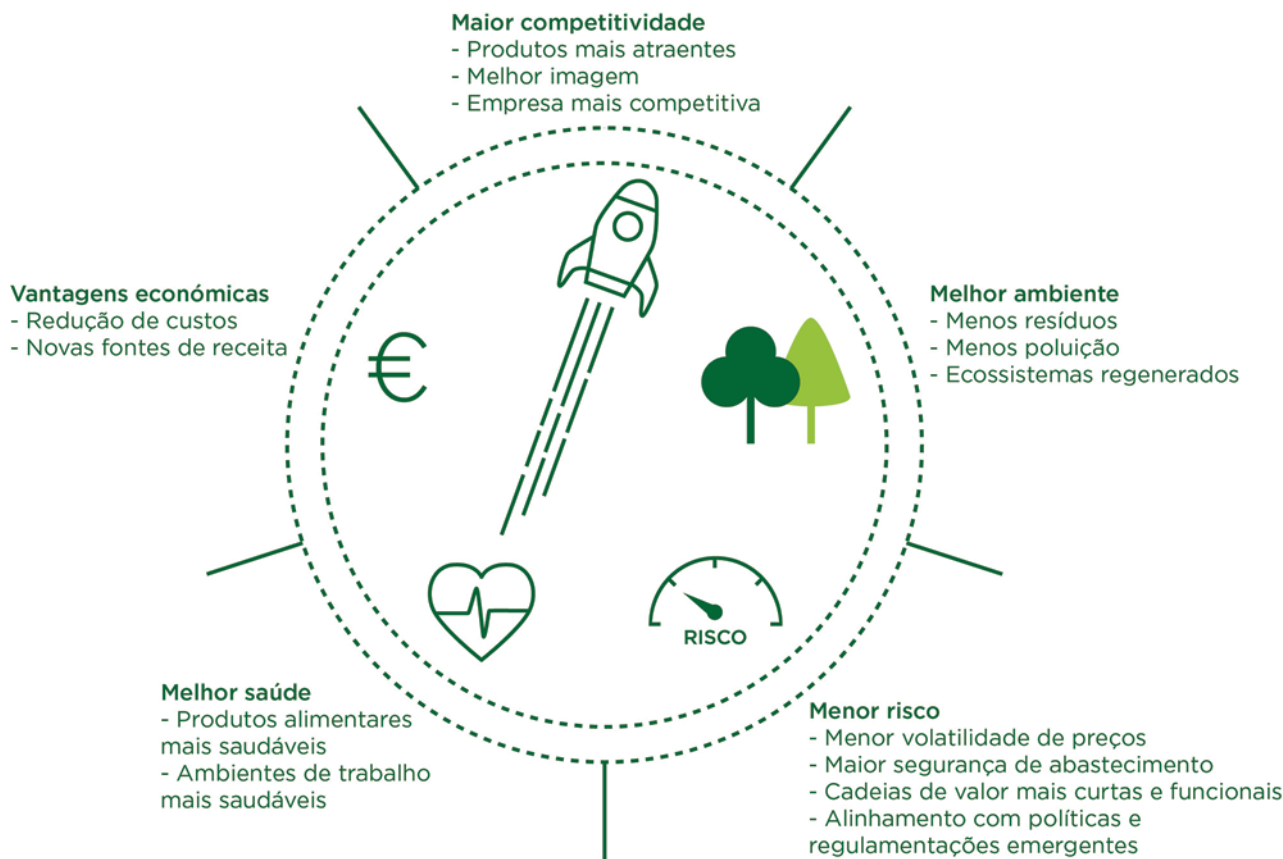 Maior competitividade
- Produtos mais atraentes
- Melhor imagem
- Empresa mais competitiva
Vantagens económicas
- Redução de custos
- Novas fontes de receita
Melhor ambiente
- Menos resíduos
- Menos poluição
- Ecossistemas regenerados
€
RISCO
Melhor saúde
- Produtos alimentares
mais saudáveis
- Ambientes de trabalho
mais saudáveis
Menor risco
- Menor volatilidade de preços
- Maior segurança de abastecimento
- Cadeias de valor mais curtas e funcionais
- Alinhamento com políticas e
regulamentações emergentes